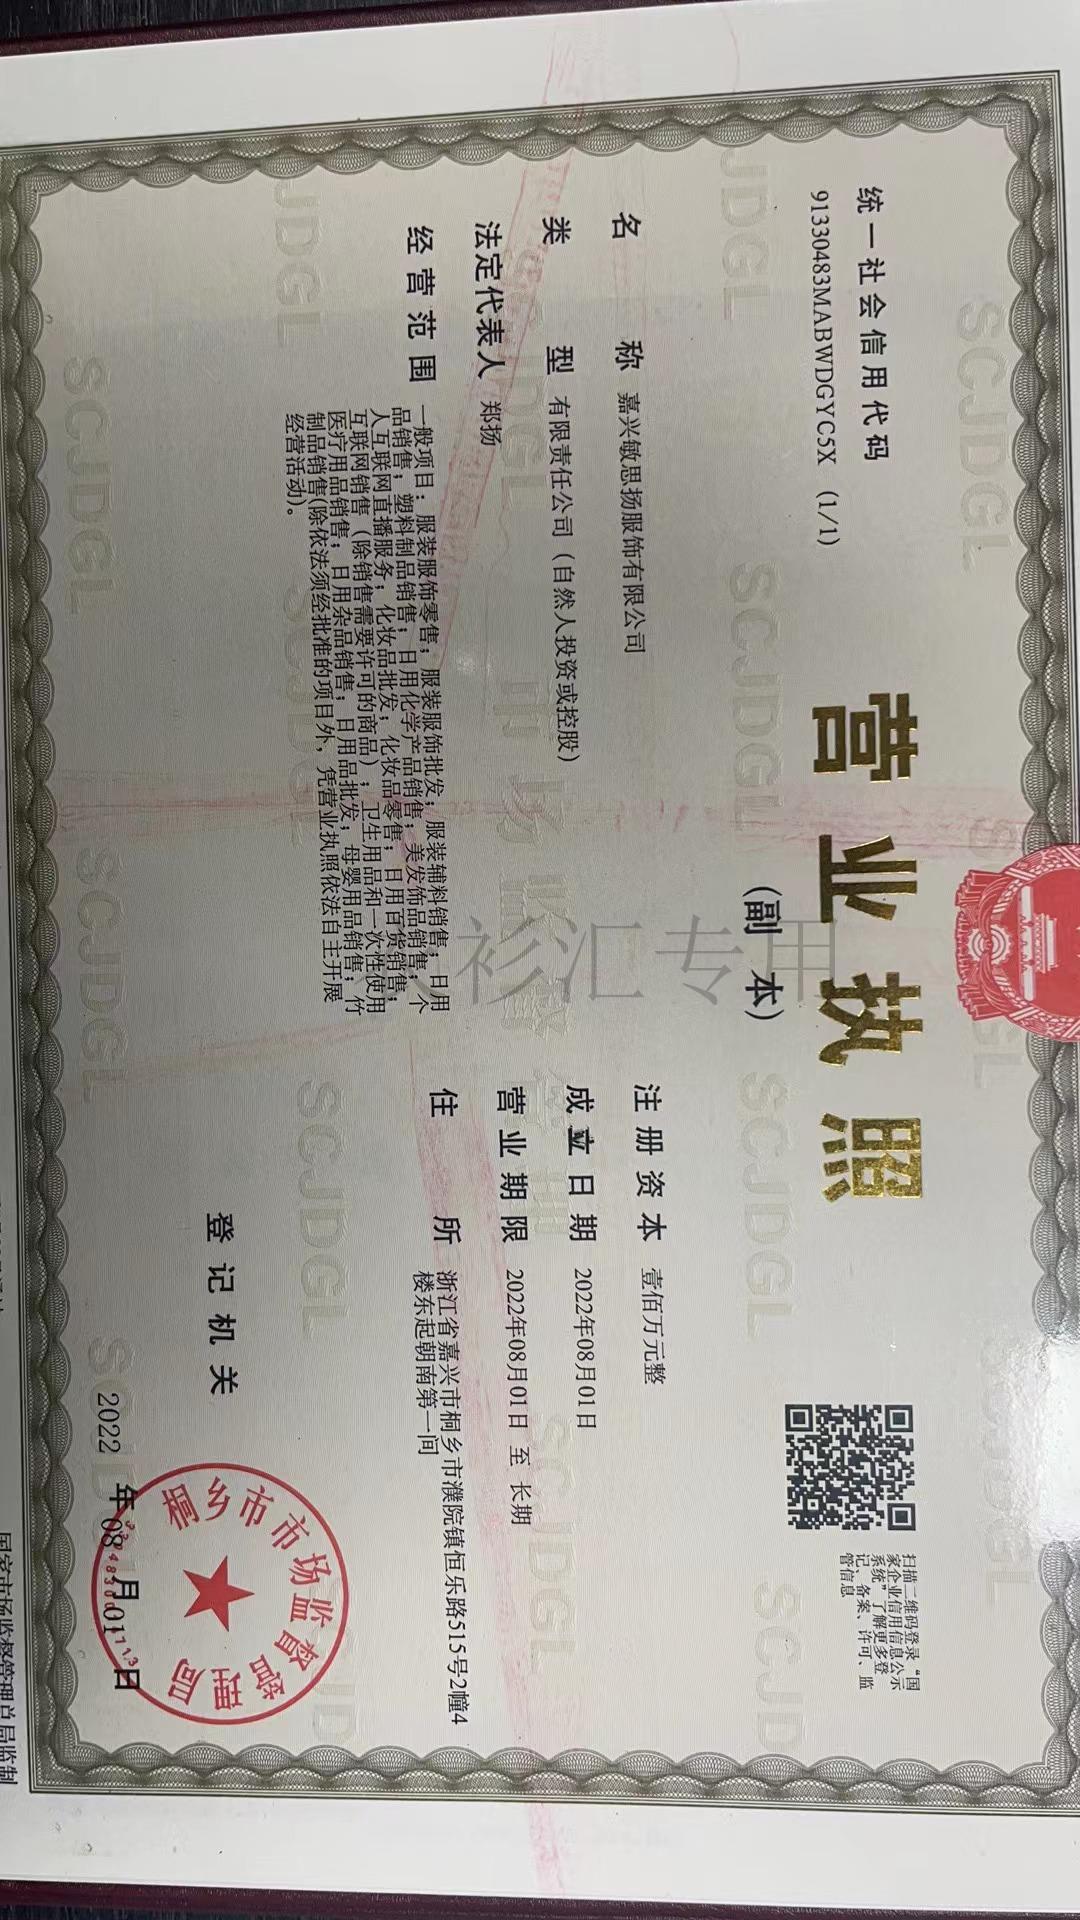 统一社会信用代码
91330483MABWDGYC5X (1/1)
营业执照
(副本)
扫描二维码登录“国
家企业信用信息公示
系统”了解更多登
记、备案、许可、监
管信息
名称 嘉兴敏思扬服饰有限公司
类型 有限责任公司（自然人投资或控股）
法定代表人 郑扬
经营范围 一般项目：服装服饰零售；服装服饰批发；服装辅料销售；日用
品销售；塑料制品销售；日用化学产品销售；美发饰品销售；个
人互联网直播服务；化妆品批发；化妆品零售；日用百货销售；
互联网销售（除销售需要许可的商品）；卫生用品和一次性使用
医疗用品销售；日用杂品销售；日用品批发；母婴用品销售；竹
制品销售(除依法须经批准的项目外，凭营业执照依法自主开展
经营活动)。
注册资本 壹佰万元整
成立日期 2022年08月01日
营业期限 2022年08月01日 至 长期
住所 浙江省嘉兴市桐乡市濮院镇恒乐路515号2幢4
楼东起朝南第一间
衫汇专用
登记机关
桐乡市市场监督管理局
2022 年08月01日
国家市场监督管理总局监制